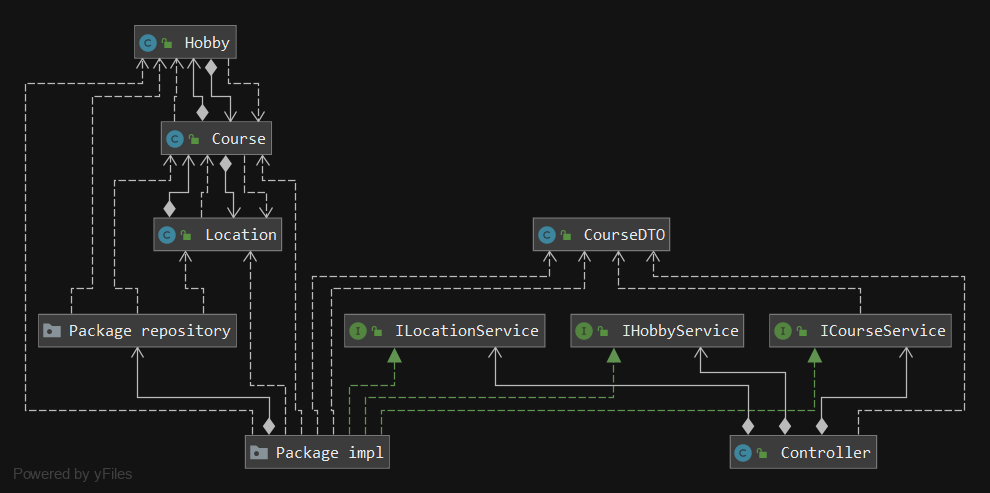 C Hobby
C Course
C Location
C CourseDTO
Package repository
I ILocationService
I IHobbyService
I ICourseService
Package impl
C Controller
Powered by yFiles